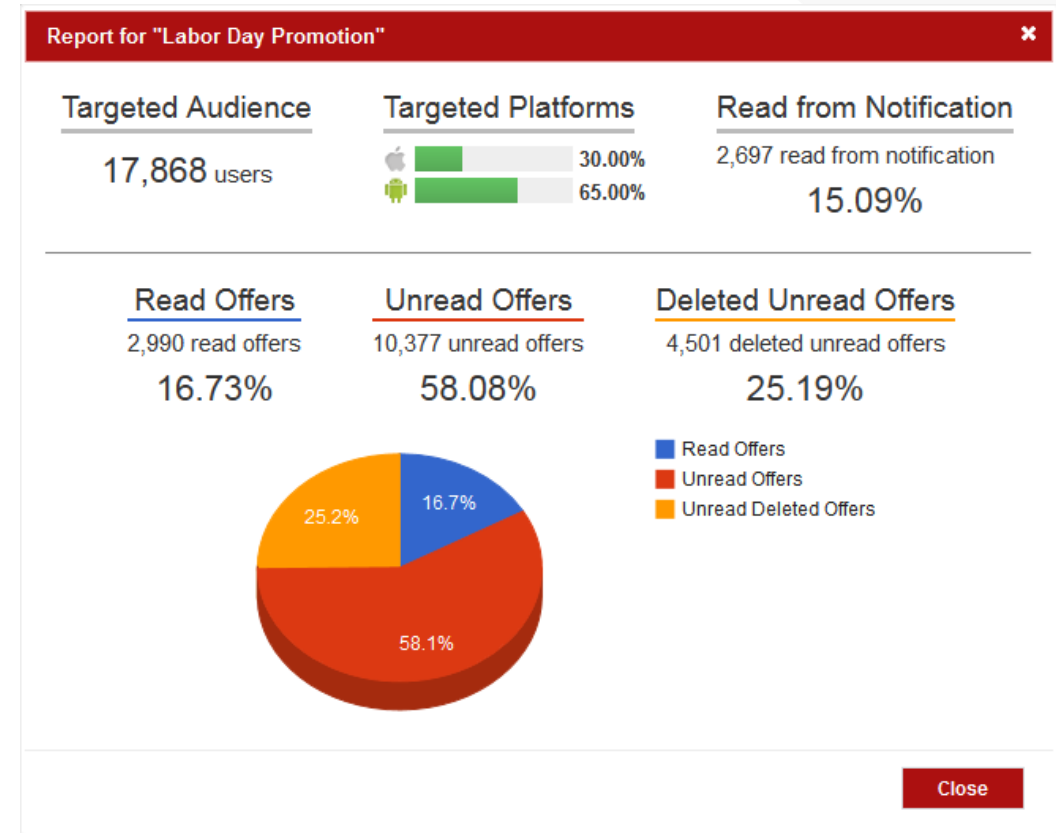 Report for "Labor Day Promotion"
Targeted Audience
17,868 users
Targeted Platforms
30.00%
65.00%
Read from Notification
2,697 read from notification
15.09%
Read Offers
2,990 read offers
16.73%
Unread Offers
10,377 unread offers
58.08%
Deleted Unread Offers
4,501 deleted unread offers
25.19%
Read Offers
Unread Offers
Unread Deleted Offers
25.2%
16.7%
58.1%
Close